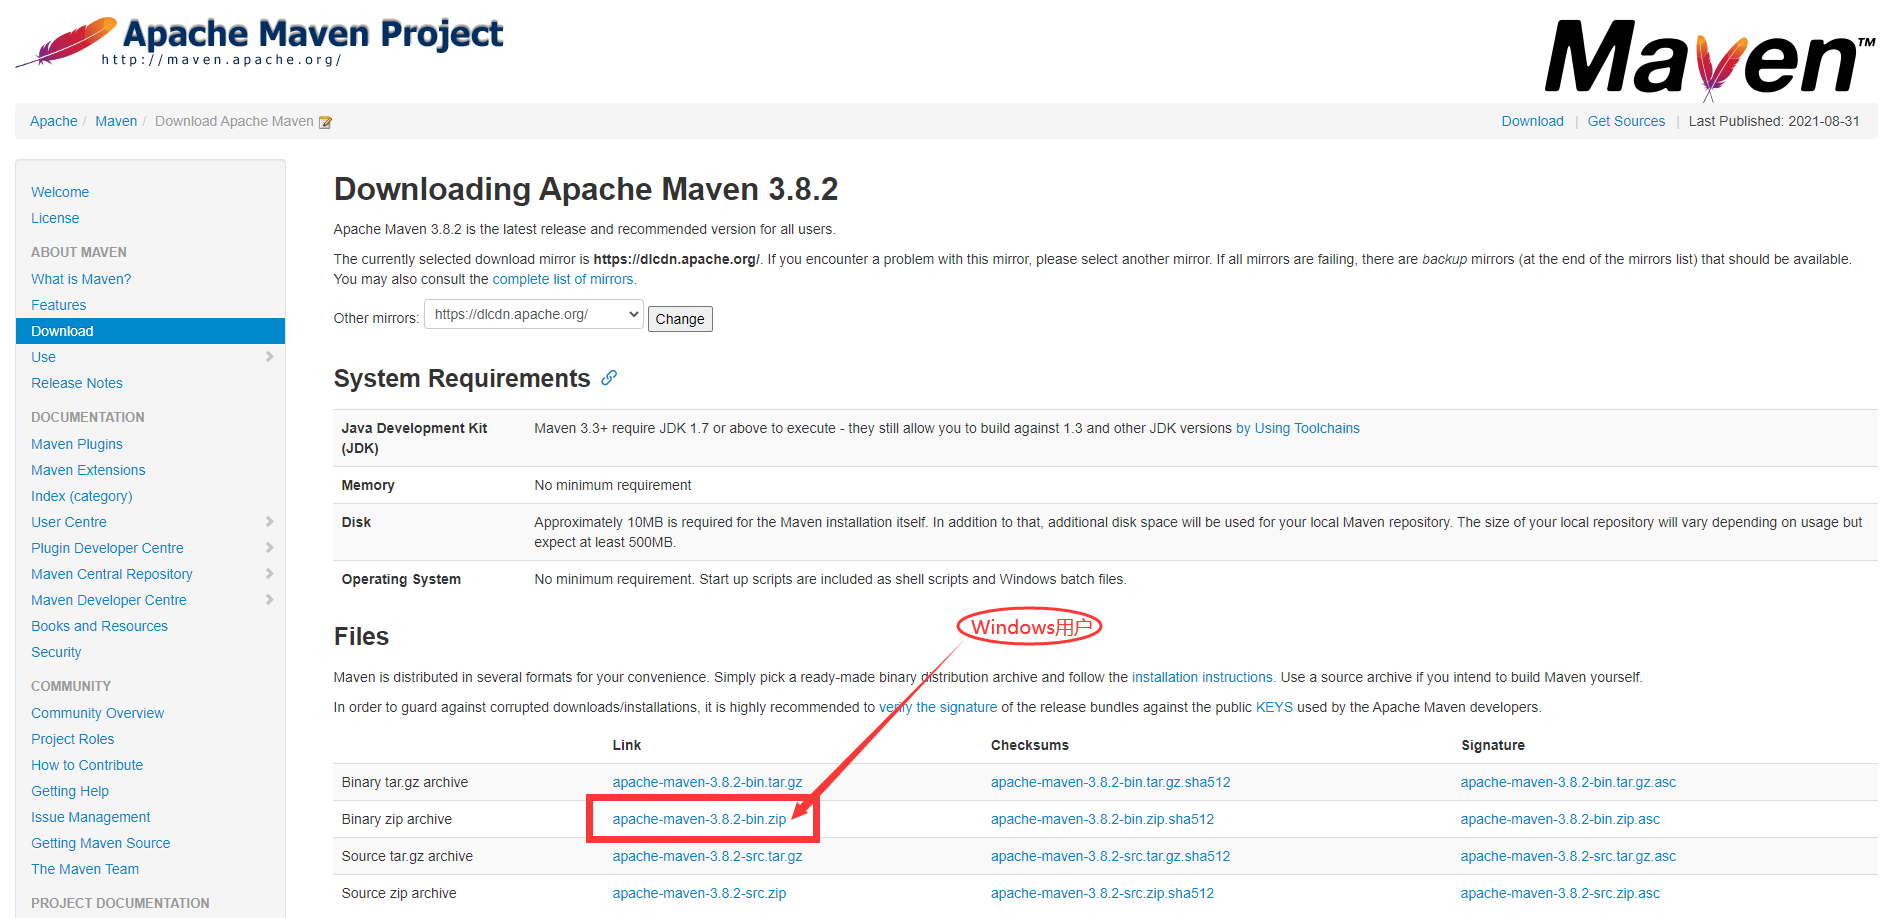 Apache Maven Project
http://maven.apache.org/
Maven™
Apache / Maven / Download Apache Maven
Download | Get Sources | Last Published: 2021-08-31
Welcome
License
ABOUT MAVEN
What is Maven?
Features
Download
Use
Release Notes
DOCUMENTATION
Maven Plugins
Maven Extensions
Index (category)
User Centre
Plugin Developer Centre
Maven Central Repository
Maven Developer Centre
Books and Resources
Security
COMMUNITY
Community Overview
Project Roles
How to Contribute
Getting Help
Issue Management
Getting Maven Source
The Maven Team
PROJECT DOCUMENTATION
Downloading Apache Maven 3.8.2
Apache Maven 3.8.2 is the latest release and recommended version for all users.
The currently selected download mirror is https://dlcdn.apache.org/. If you encounter a problem with this mirror, please select another mirror. If all mirrors are failing, there are backup mirrors (at the end of the mirrors list) that should be available.
You may also consult the complete list of mirrors.
Other mirrors: https://dlcdn.apache.org/ Change
System Requirements
Java Development Kit Maven 3.3+ require JDK 1.7 or above to execute - they still allow you to build against 1.3 and other JDK versions by Using Toolchains
(JDK)
Memory No minimum requirement
Disk Approximately 10MB is required for the Maven installation itself. In addition to that, additional disk space will be used for your local Maven repository. The size of your local repository will vary depending on usage but
expect at least 500MB.
Operating System No minimum requirement. Start up scripts are included as shell scripts and Windows batch files.
Windows用户
Files
Maven is distributed in several formats for your convenience. Simply pick a ready-made binary distribution archive and follow the installation instructions. Use a source archive if you intend to build Maven yourself.
In order to guard against corrupted downloads/installations, it is highly recommended to verify the signature of the release bundles against the public KEYS used by the Apache Maven developers.
Link Checksums Signature
Binary tar.gz archive apache-maven-3.8.2-bin.tar.gz apache-maven-3.8.2-bin.tar.gz.sha512 apache-maven-3.8.2-bin.tar.gz.asc
Binary zip archive apache-maven-3.8.2-bin.zip apache-maven-3.8.2-bin.zip.sha512 apache-maven-3.8.2-bin.zip.asc
Source tar.gz archive apache-maven-3.8.2-src.tar.gz apache-maven-3.8.2-src.tar.gz.sha512 apache-maven-3.8.2-src.tar.gz.asc
Source zip archive apache-maven-3.8.2-src.zip apache-maven-3.8.2-src.zip.sha512 apache-maven-3.8.2-src.zip.asc